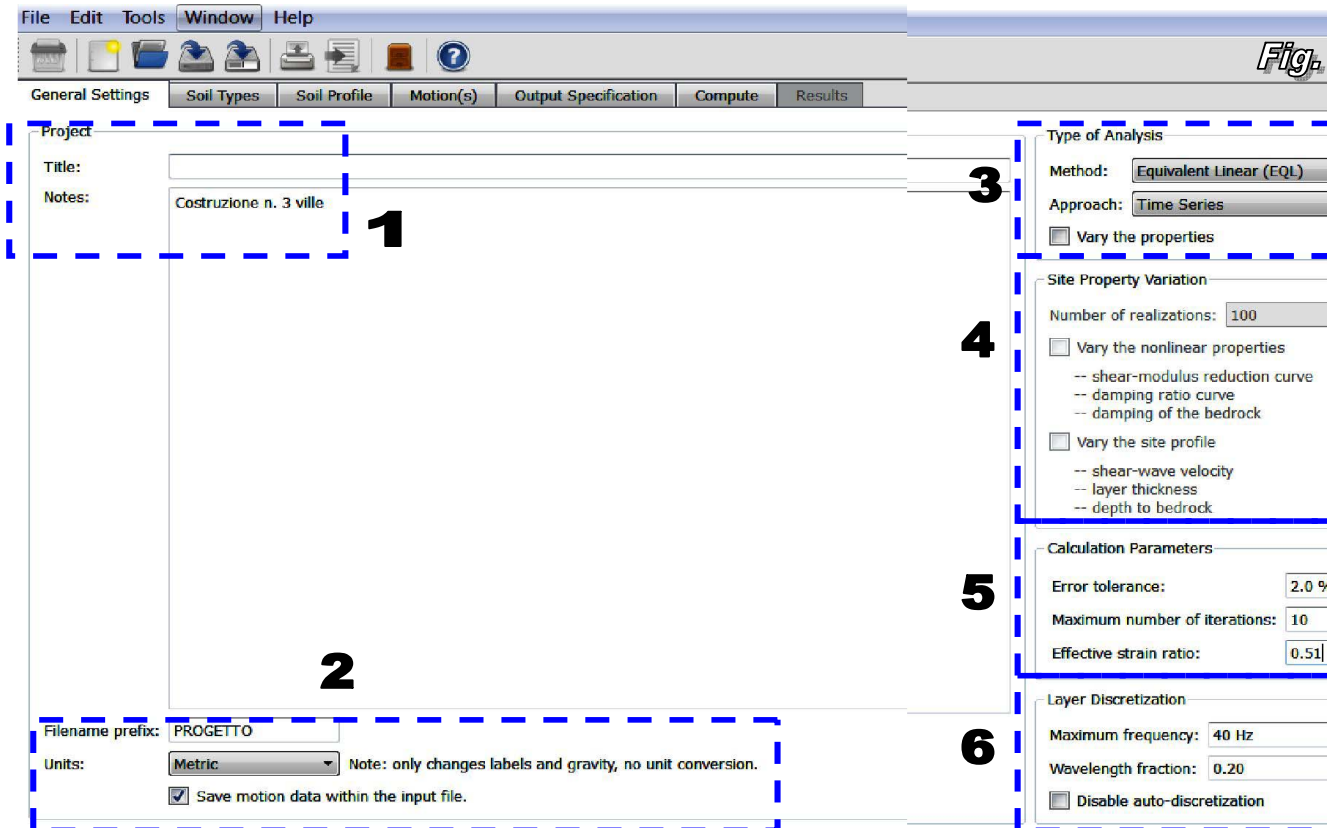 File Edit Tools Window Help
Fig.
General Settings Soil Types Soil Profile Motion(s) Output Specification Compute Results
Project
Title:
Notes:
Costruzione n. 3 ville
1
2
Filename prefix: PROGETTO
Units: Metric Note: only changes labels and gravity, no unit conversion.
Save motion data within the input file.
3
Type of Analysis
Method: Equivalent Linear (EQL)
Approach: Time Series
Vary the properties
4
Site Property Variation
Number of realizations: 100
Vary the nonlinear properties
-- shear-modulus reduction curve
-- damping ratio curve
-- damping of the bedrock
Vary the site profile
-- shear-wave velocity
-- layer thickness
-- depth to bedrock
5
Calculation Parameters
Error tolerance: 2.0 %
Maximum number of iterations: 10
Effective strain ratio: 0.51
6
Layer Discretization
Maximum frequency: 40 Hz
Wavelength fraction: 0.20
Disable auto-discretization